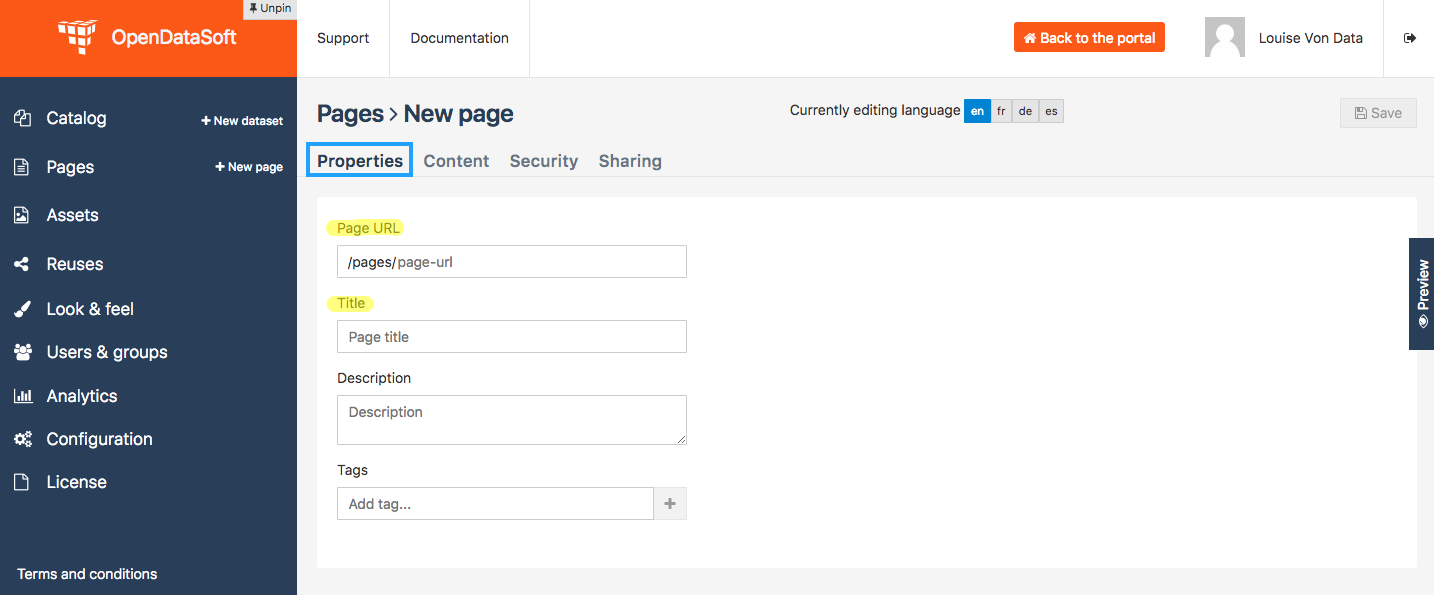 Unpin
OpenDataSoft
Support
Documentation
Back to the portal
Louise Von Data
Catalog
+ New dataset
Pages
+ New page
Assets
Reuses
Look & feel
Users & groups
Analytics
Configuration
License
Terms and conditions
Pages > New page
Currently editing language en fr de es
Save
Properties Content Security Sharing
Page URL
/pages/ page-url
Title
Page title
Description
Description
Tags
Add tag...
+
Preview